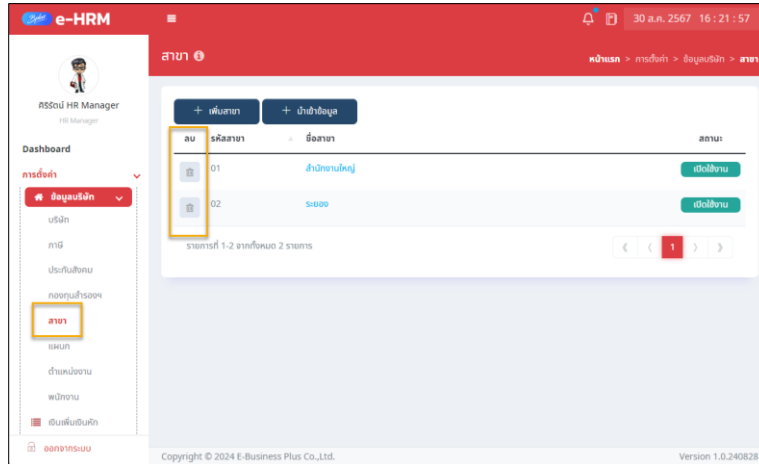 Bplus e-HRM
30 ส.ค. 2567 16 : 21 : 57
สาขา
หน้าแรก > การตั้งค่า > ข้อมูลบริษัท > สาขา
ศิริรัตน์ HR Manager
HR Manager
Dashboard
การตั้งค่า
ข้อมูลบริษัท
บริษัท
ภาษี
ประกันสังคม
กองทุนสำรองฯ
สาขา
แผนก
ตำแหน่งงาน
พนักงาน
เงินเพิ่มเงินหัก
ออกจากระบบ
+ เพิ่มสาขา + นำเข้าข้อมูล
ลบ รหัสสาขา ชื่อสาขา สถานะ
01 สำนักงานใหญ่ เปิดใช้งาน
02 ระยอง เปิดใช้งาน
รายการที่ 1-2 จากทั้งหมด 2 รายการ
1
Copyright © 2024 E-Business Plus Co.,Ltd. Version 1.0.240828